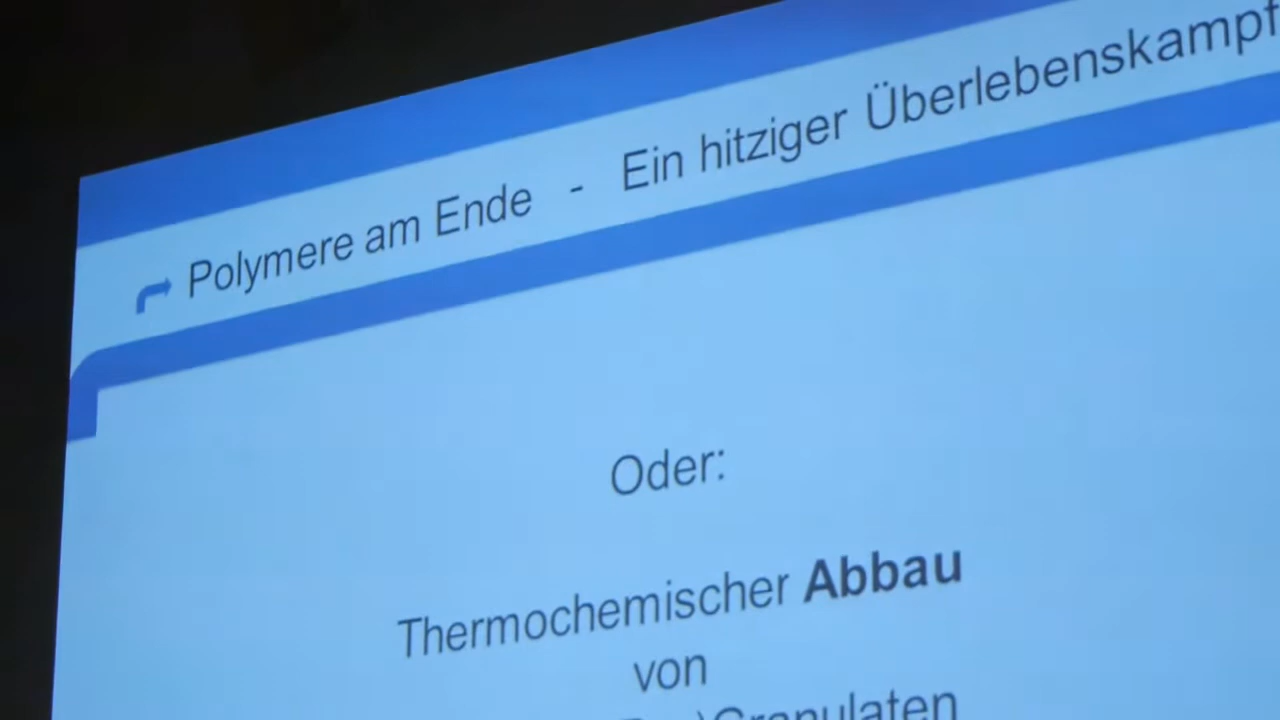 Polymere am Ende - Ein hitziger Überlebenskampf
Oder:
Thermochemischer Abbau
von
Granulaten